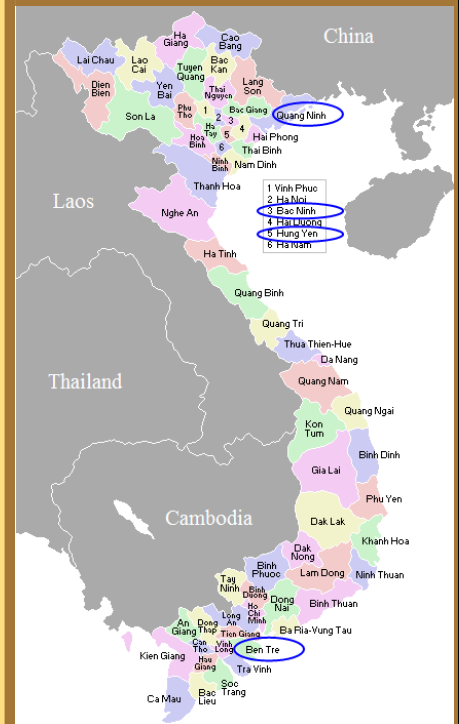 China
Laos
Thailand
Cambodia
Ha
Giang
Cao
Bang
Lai Chau
Lao
Cai
Tuyen
Quang
Bac
Kan
Lang
Son
Dien
Bien
Yen
Bai
Thai
Nguyen
Son La
Phu
Tho
Bac Giang
Quang Ninh
1
2
3
4
5
6
Ha
Tay
Hoa
Binh
Hai Phong
Thai Binh
Ninh
Binh
Nam Dinh
Thanh Hoa
1 Vinh Phuc
2 Ha Noi
3 Bac Ninh
4 Hai Duong
5 Hung Yen
6 Ha Nam
Nghe An
Ha Tinh
Quang Binh
Quang Tri
Thua Thien-Hue
Da Nang
Quang Nam
Quang Ngai
Kon
Tum
Binh Dinh
Gia Lai
Phu Yen
Dak Lak
Khanh Hoa
Dak
Nong
Binh
Phuoc
Lam Dong
Ninh Thuan
Tay
Ninh
Binh
Duong
Dong
Nai
Binh Thuan
Ho
Chi
Minh
Ba Ria-Vung Tau
Long
An
An
Giang
Dong
Thap
Tien Giang
Can
Tho
Vinh
Long
Ben Tre
Kien Giang
Hau
Giang
Tra Vinh
Soc
Trang
Bac
Lieu
Ca Mau